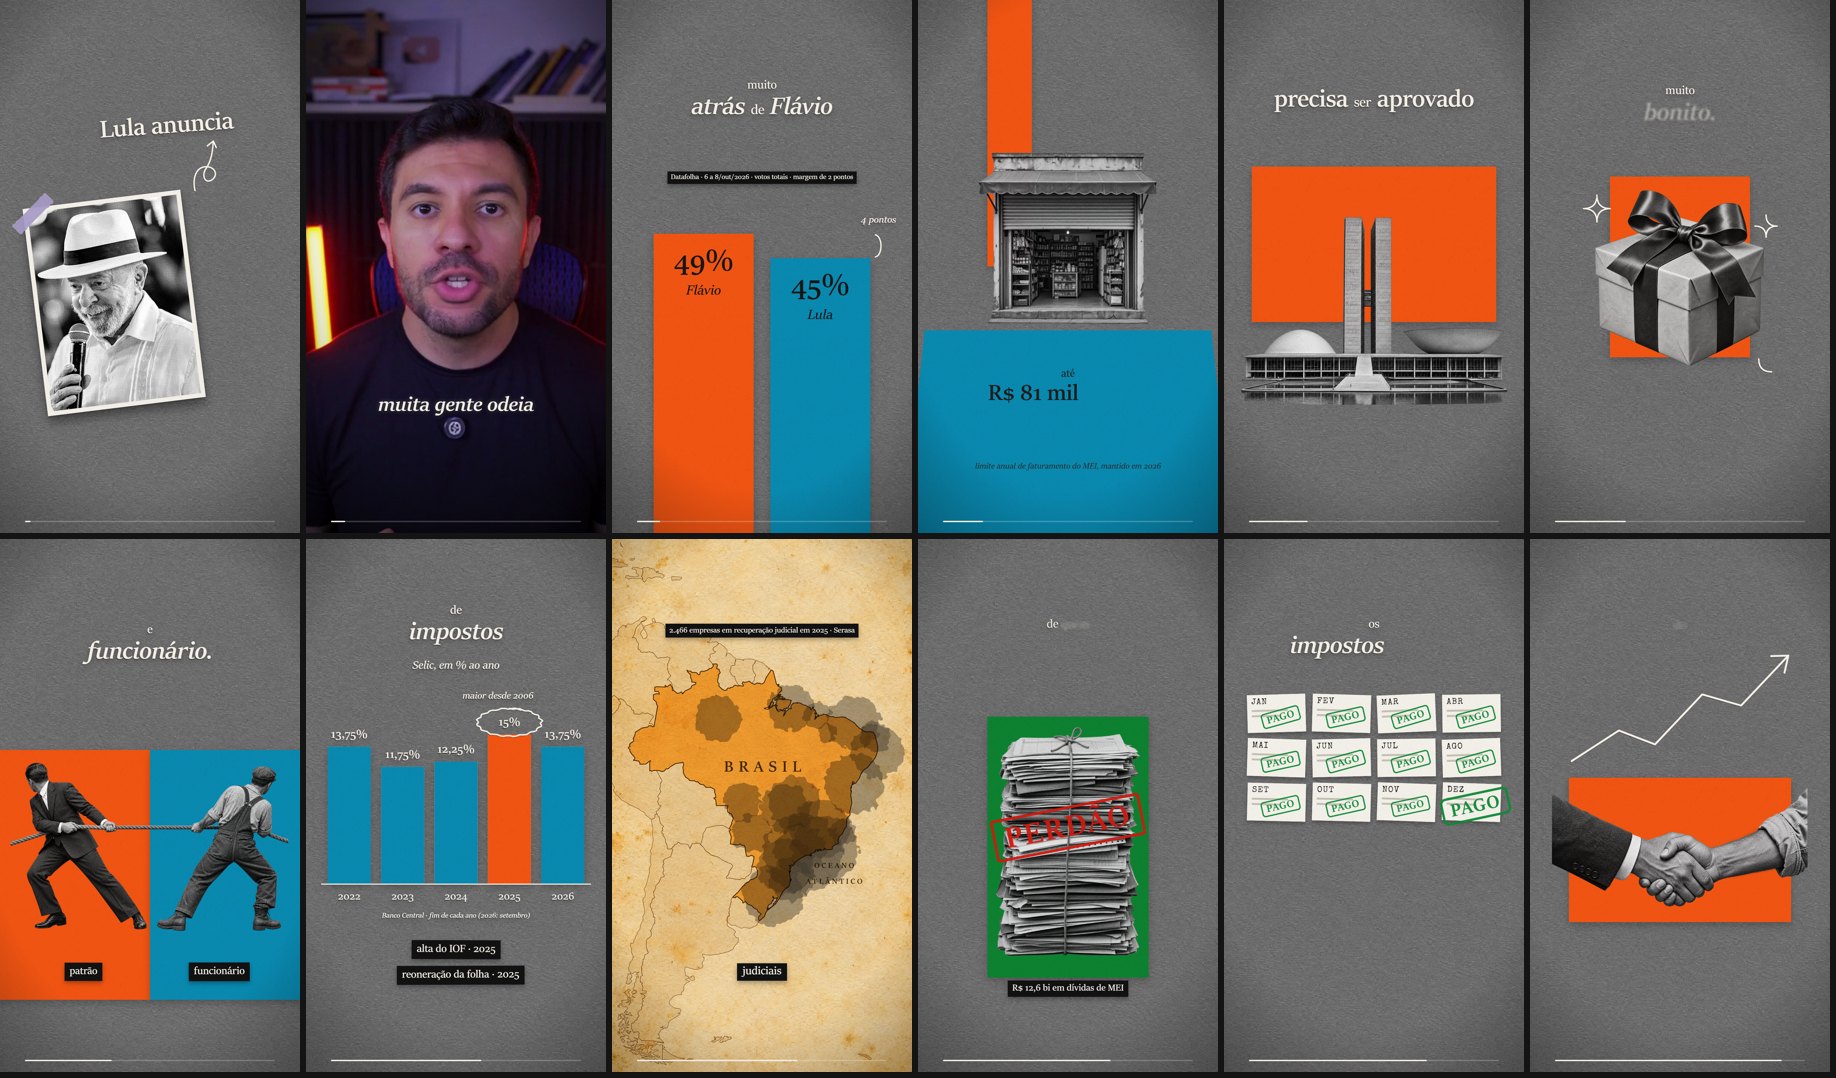 Lula anuncia
muita gente odeia
muito
atrás de Flávio
Datafolha · 6 a 8/out/2026 · votos totais · margem de 2 pontos
4 pontos
49%
Flávio
45%
Lula
até
R$ 81 mil
limite anual de faturamento do MEI, mantido em 2026
precisa ser aprovado
muito
bonito.
e
funcionário.
patrão
funcionário
de
impostos
Selic, em % ao ano
maior desde 2006
13,75%
11,75%
12,25%
15%
13,75%
2022
2023
2024
2025
2026
Banco Central · fim de cada ano (2026: setembro)
alta do IOF · 2025
reoneração da folha · 2025
2.466 empresas em recuperação judicial em 2025 · Serasa
BRASIL
OCEANO
ATLÂNTICO
judiciais
de
PERDÃO
R$ 12,6 bi em dívidas de MEI
os
impostos
JAN
PAGO
FEV
PAGO
MAR
PAGO
ABR
PAGO
MAI
PAGO
JUN
PAGO
JUL
PAGO
AGO
PAGO
SET
PAGO
OUT
PAGO
NOV
PAGO
DEZ
PAGO